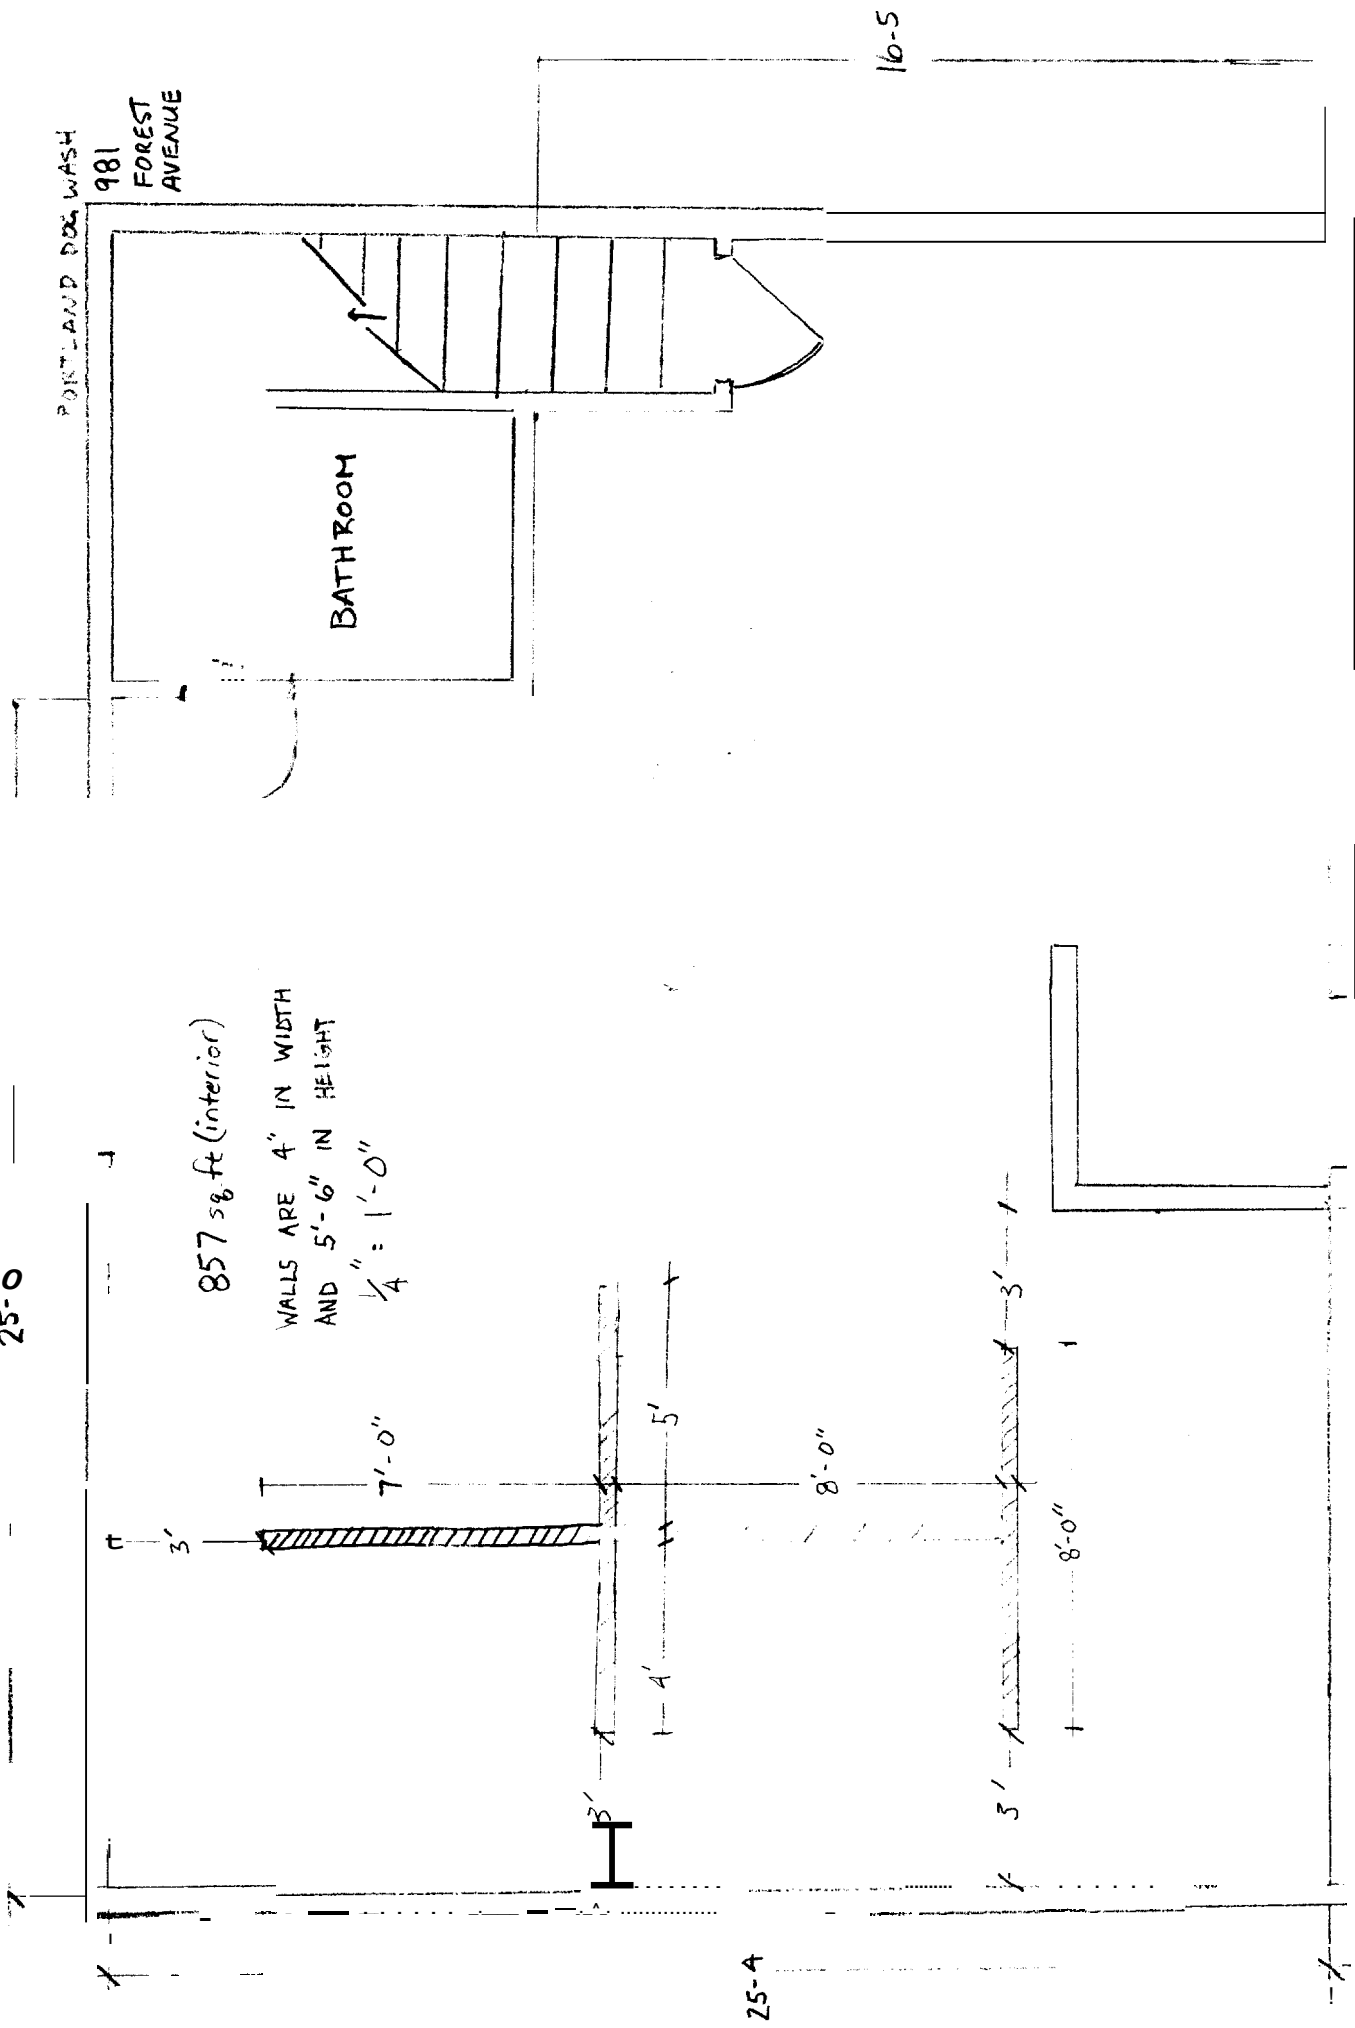 PORTLAND DOG WASH
981
FOREST
AVENUE
16-5
BATHROOM
25-0
857 sq ft (interior)
WALLS ARE 4" IN WIDTH
AND 5'-6" IN HEIGHT
1/4" = 1'-0"
3'
7'-0"
5'
4'
3'
8'-0"
3'
8'-0"
3'
25-4